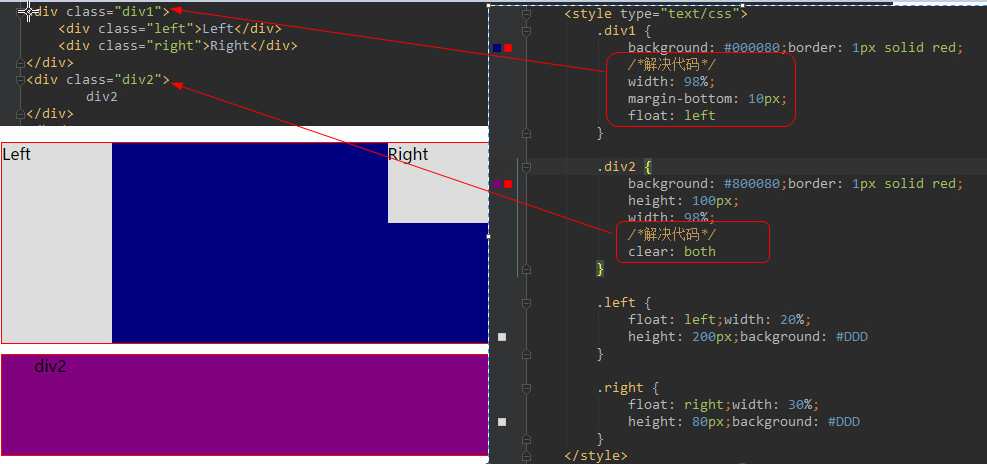 <div class="div1">
<div class="left">Left</div>
<div class="right">Right</div>
</div>
<div class="div2">
div2
</div>
Left
Right
div2
<style type="text/css">
.div1 {
background: #000080;border: 1px solid red;
/*解决代码*/
width: 98%;
margin-bottom: 10px;
float: left
}
.div2 {
background: #800080;border: 1px solid red;
height: 100px;
width: 98%;
/*解决代码*/
clear: both
}
.left {
float: left;width: 20%;
height: 200px;background: #DDD
}
.right {
float: right;width: 30%;
height: 80px;background: #DDD
}
</style>